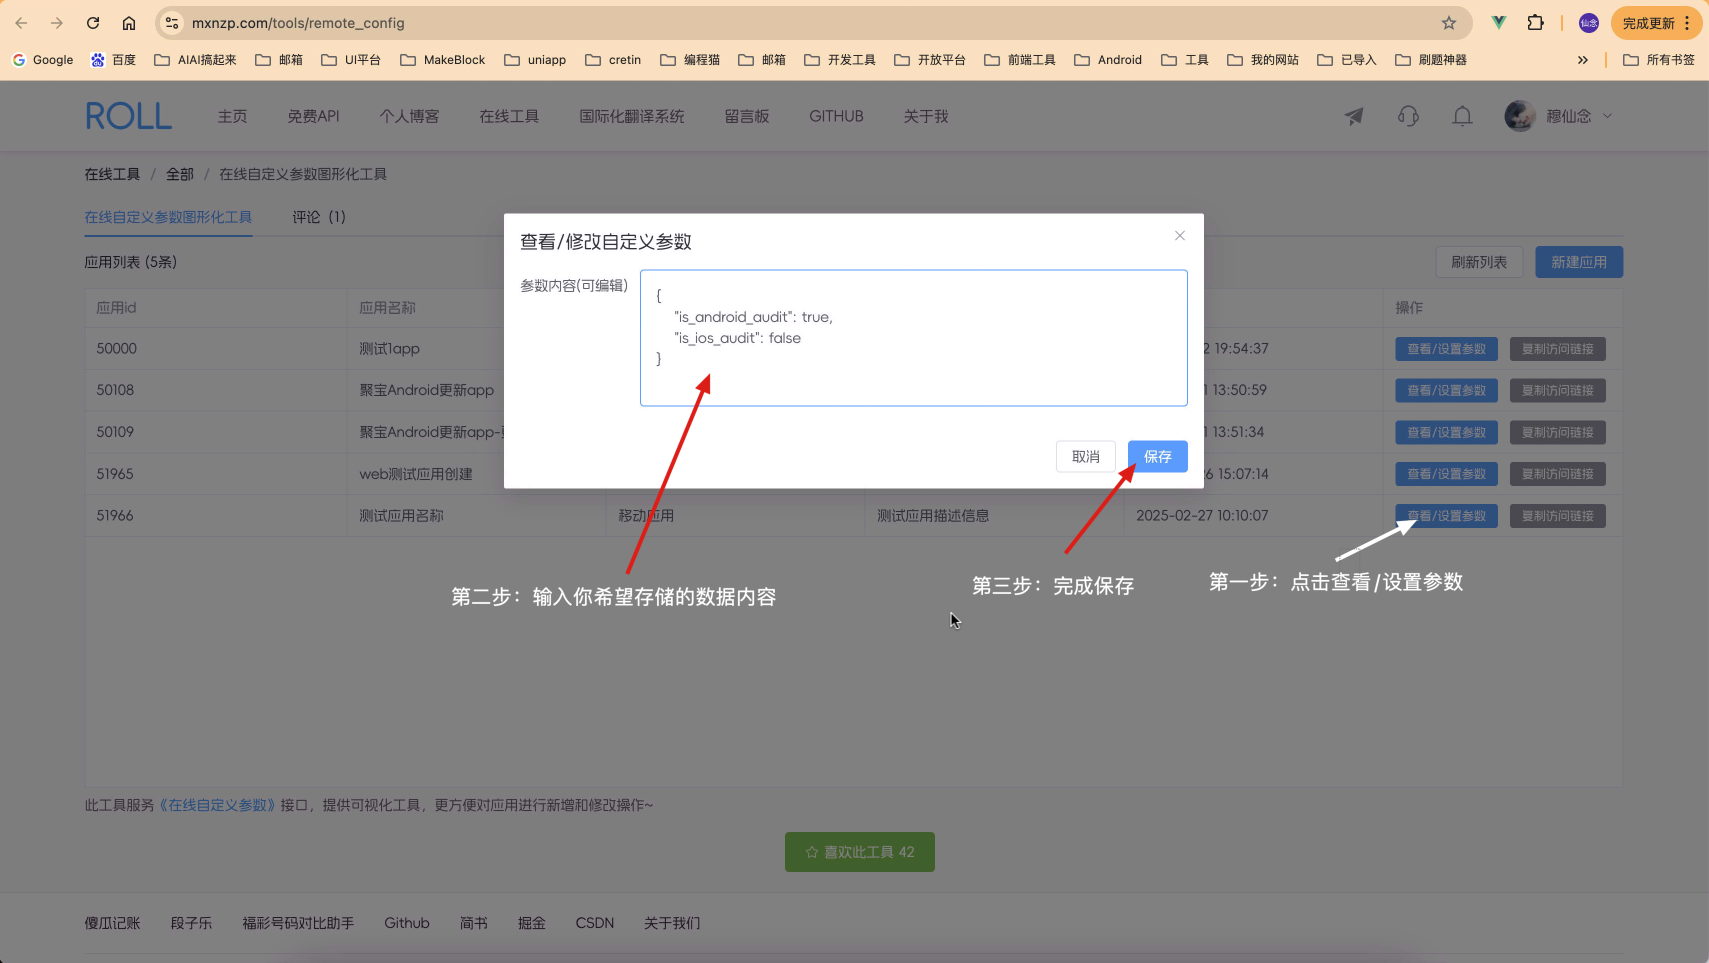 mxnzp.com/tools/remote_config
仙念
完成更新
Google 百度 AIAI搞起来 邮箱 UI平台 MakeBlock uniapp cretin 编程猫 邮箱 开发工具 开放平台 前端工具 Android 工具 我的网站 已导入 刷题神器 » 所有书签
ROLL 主页 免费API 个人博客 在线工具 国际化翻译系统 留言板 GITHUB 关于我 穆仙念
在线工具 / 全部 / 在线自定义参数图形化工具
在线自定义参数图形化工具 评论 (1)
应用列表 (5条) 刷新列表 新建应用
查看/修改自定义参数
参数内容(可编辑)
{
"is_android_audit": true,
"is_ios_audit": false
}
取消 保存
应用id 应用名称 操作
50000 测试1app 2 19:54:37 查看/设置参数 复制访问链接
50108 聚宝Android更新app 1 13:50:59 查看/设置参数 复制访问链接
50109 聚宝Android更新app- 1 13:51:34 查看/设置参数 复制访问链接
51965 web测试应用创建 6 15:07:14 查看/设置参数 复制访问链接
51966 测试应用名称 移动应用 测试应用描述信息 2025-02-27 10:10:07 查看/设置参数 复制访问链接
第二步：输入你希望存储的数据内容
第三步：完成保存
第一步：点击查看/设置参数
此工具服务《在线自定义参数》接口，提供可视化工具，更方便对应用进行新增和修改操作~
喜欢此工具 42
傻瓜记账 段子乐 福彩号码对比助手 Github 简书 掘金 CSDN 关于我们